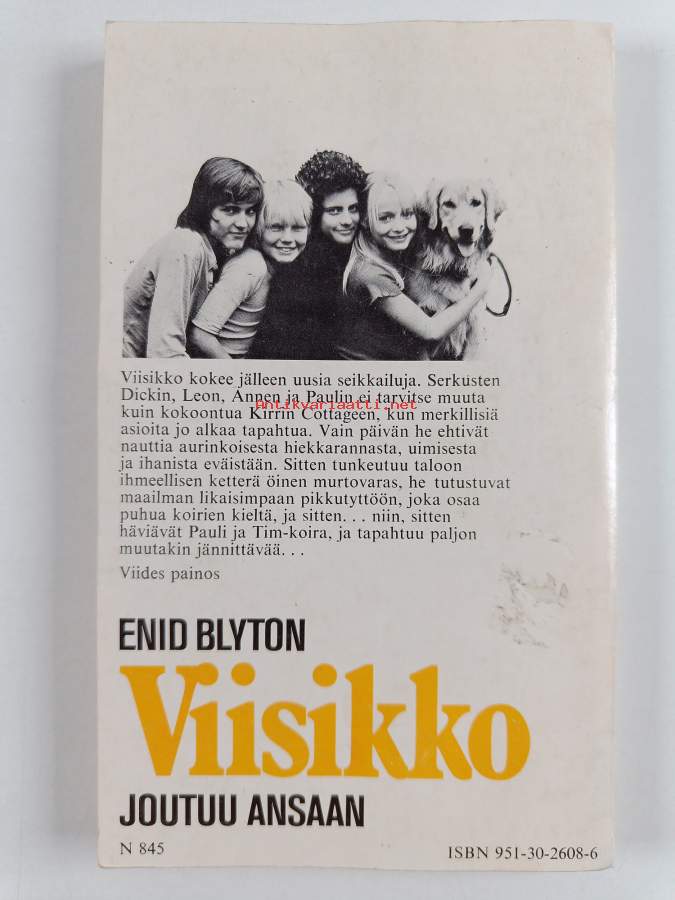 Viisikko kokee jälleen uusia seikkailuja. Serkusten
Dickin, Leon, Annen ja Paulin ei tarvitse muuta
Antikvariaatti.net
kuin kokoontua Kirrin Cottageen, kun merkillisiä
asioita jo alkaa tapahtua. Vain päivän he ehtivät
nauttia aurinkoisesta hiekkarannasta, uimisesta
ja ihanista eväistään. Sitten tunkeutuu taloon
ihmeellisen ketterä öinen murtovaras, he tutustuvat
maailman likaisimpaan pikkutyttöön, joka osaa
puhua koirien kieltä, ja sitten. . . niin, sitten
häviävät Pauli ja Tim-koira, ja tapahtuu paljon
muutakin jännittävää. . .
Viides painos
ENID BLYTON
Viisikko
JOUTUU ANSAAN
N 845
ISBN 951-30-2608-6